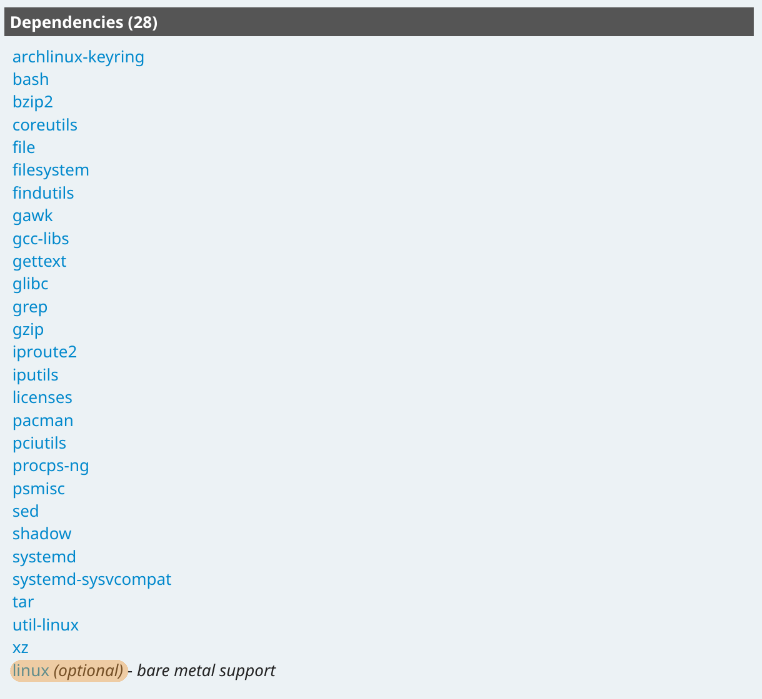 Dependencies (28)
archlinux-keyring
bash
bzip2
coreutils
file
filesystem
findutils
gawk
gcc-libs
gettext
glibc
grep
gzip
iproute2
iputils
licenses
pacman
pciutils
procps-ng
psmisc
sed
shadow
systemd
systemd-sysvcompat
tar
util-linux
xz
linux (optional) - bare metal support